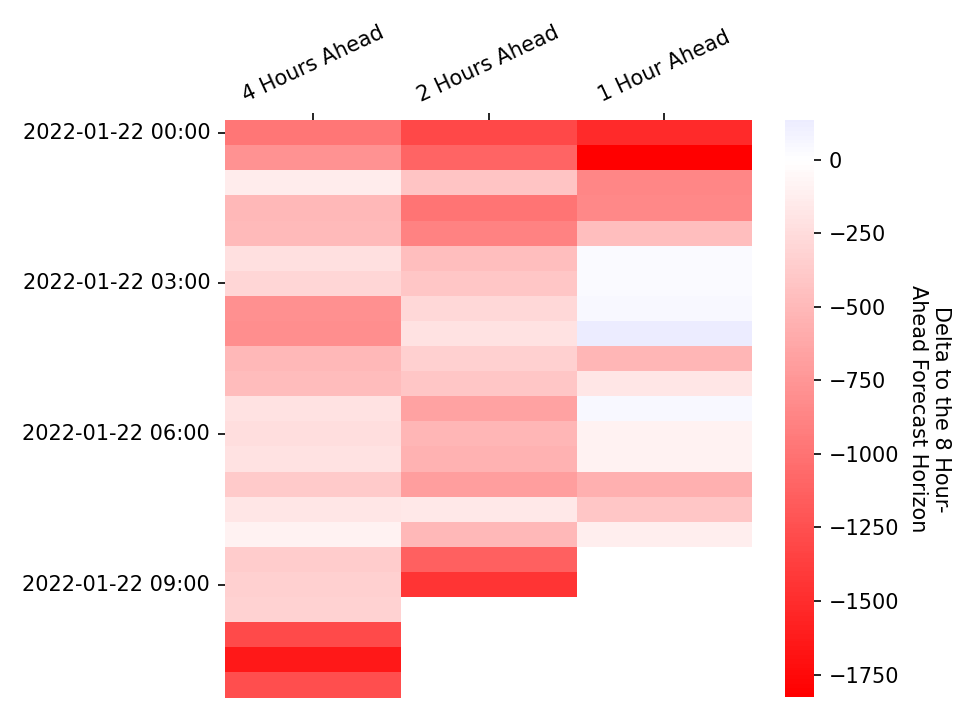 4 Hours Ahead
2 Hours Ahead
1 Hour Ahead
2022-01-22 00:00
2022-01-22 03:00
2022-01-22 06:00
2022-01-22 09:00
0
−250
−500
−750
−1000
−1250
−1500
−1750
Delta to the 8 Hour-
Ahead Forecast Horizon